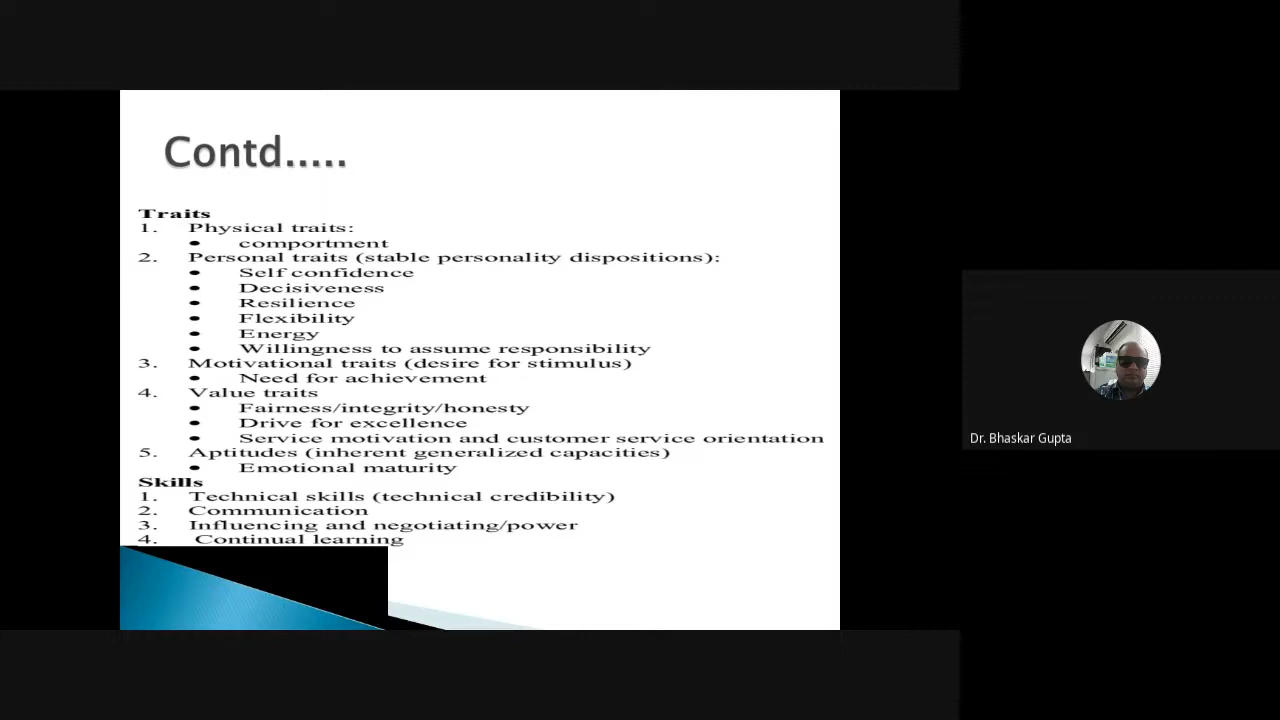 Contd.....
Traits
1. Physical traits:
• comportment
2. Personal traits (stable personality dispositions):
• Self confidence
• Decisiveness
• Resilience
• Flexibility
• Energy
• Willingness to assume responsibility
3. Motivational traits (desire for stimulus)
• Need for achievement
4. Value traits
• Fairness/integrity/honesty
• Drive for excellence
• Service motivation and customer service orientation
5. Aptitudes (inherent generalized capacities)
• Emotional maturity
Skills
1. Technical skills (technical credibility)
2. Communication
3. Influencing and negotiating/power
4. Continual learning
Dr. Bhaskar Gupta